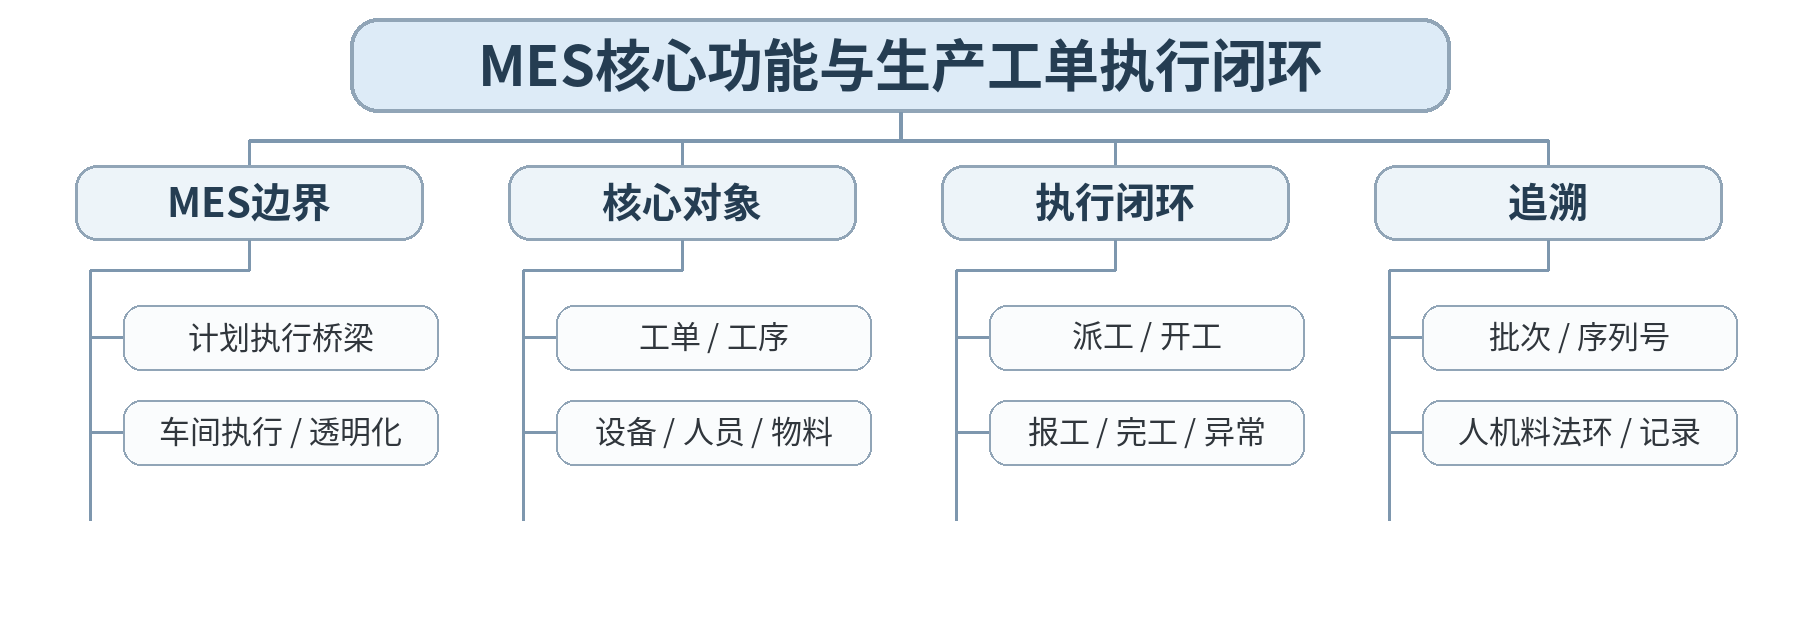 MES核心功能与生产工单执行闭环
MES边界
核心对象
执行闭环
追溯
计划执行桥梁
工单 / 工序
派工 / 开工
批次 / 序列号
车间执行 / 透明化
设备 / 人员 / 物料
报工 / 完工 / 异常
人机料法环 / 记录